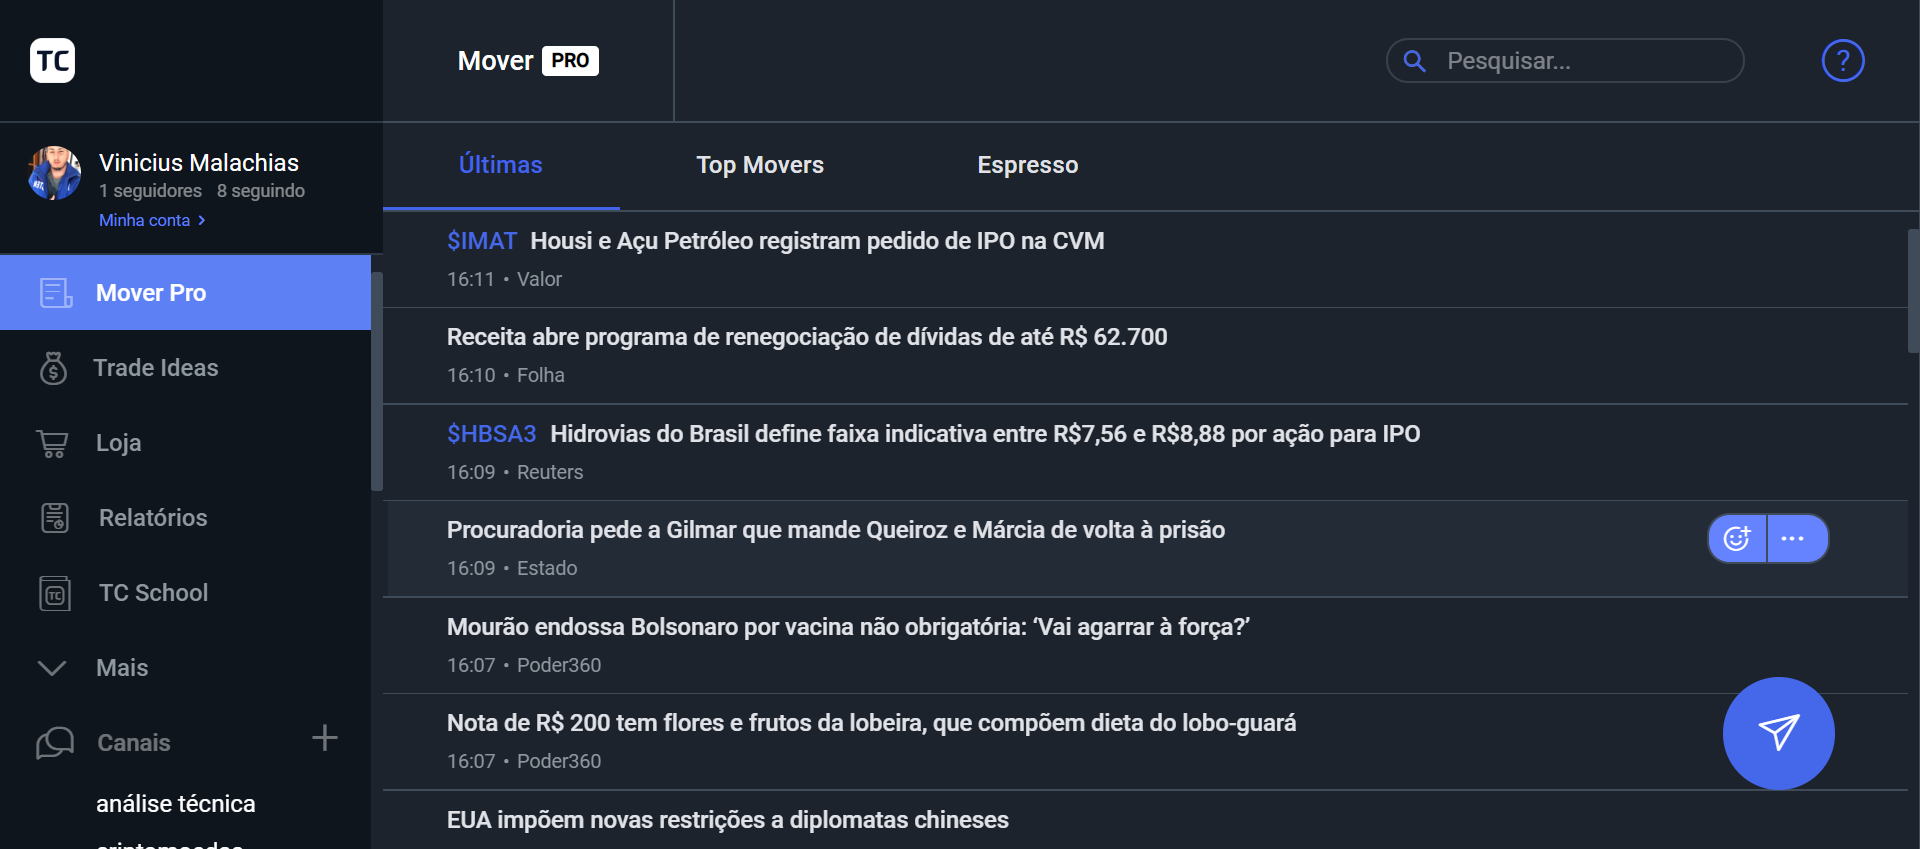 TC
Mover PRO
Pesquisar...
?
Vinicius Malachias
1 seguidores 8 seguindo
Minha conta >
Mover Pro
Trade Ideas
Loja
Relatórios
TC
TC School
Mais
Canais +
análise técnica
criptomoedas
Últimas Top Movers Espresso
$IMAT Housi e Açu Petróleo registram pedido de IPO na CVM
16:11 • Valor
Receita abre programa de renegociação de dívidas de até R$ 62.700
16:10 • Folha
$HBSA3 Hidrovias do Brasil define faixa indicativa entre R$7,56 e R$8,88 por ação para IPO
16:09 • Reuters
Procuradoria pede a Gilmar que mande Queiroz e Márcia de volta à prisão
16:09 • Estado
Mourão endossa Bolsonaro por vacina não obrigatória: ‘Vai agarrar à força?’
16:07 • Poder360
Nota de R$ 200 tem flores e frutos da lobeira, que compõem dieta do lobo-guará
16:07 • Poder360
EUA impõem novas restrições a diplomatas chineses